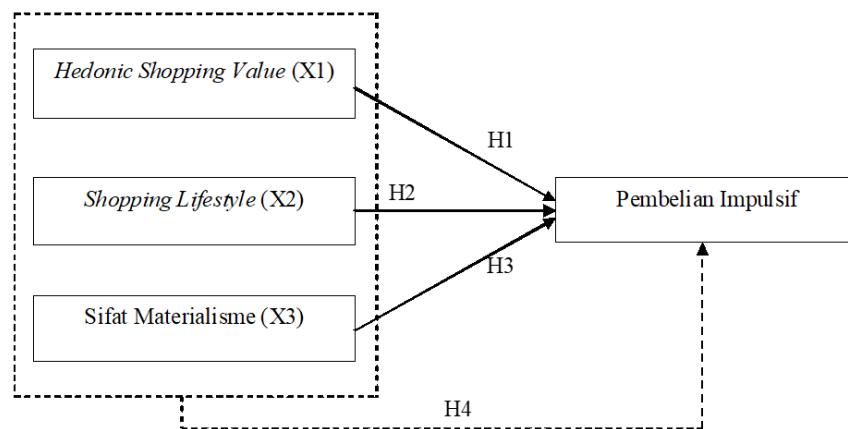 Hedonic Shopping Value (X1)
H1
Shopping Lifestyle (X2)
H2
Pembelian Impulsif
H3
Sifat Materialisme (X3)
H4